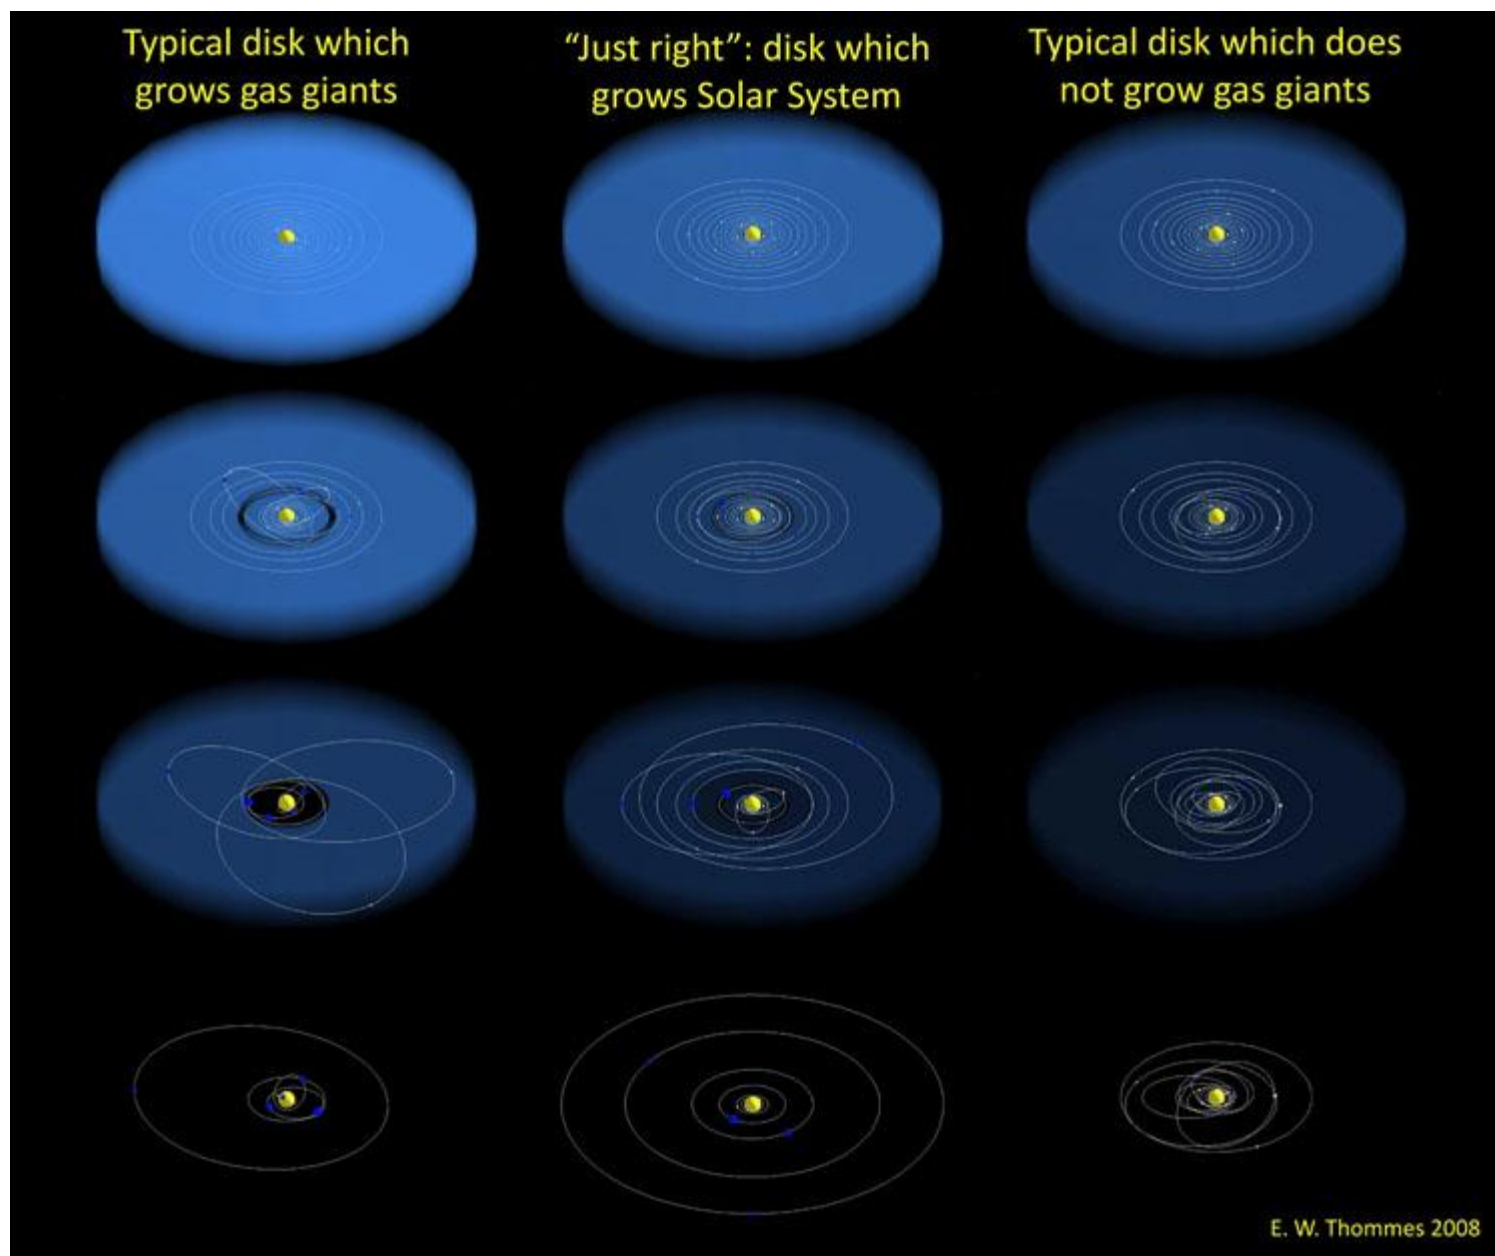 Typical disk which
grows gas giants
“Just right”: disk which
grows Solar System
Typical disk which does
not grow gas giants
E. W. Thommes 2008